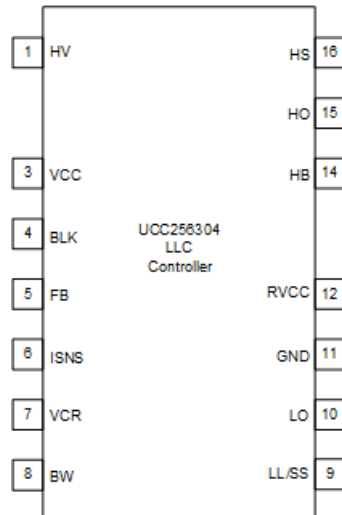 1 HV HS 16
HO 15
3 VCC HB 14
4 BLK
UCC256304
LLC
Controller
5 FB RVCC 12
6 ISNS GND 11
7 VCR LO 10
8 BW LL/SS 9